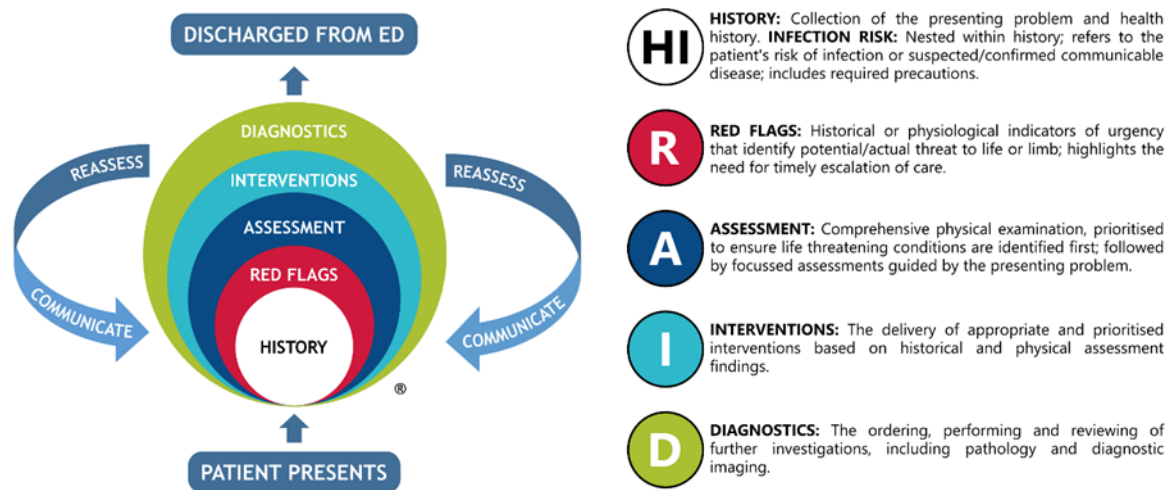 DISCHARGED FROM ED
DIAGNOSTICS
INTERVENTIONS
ASSESSMENT
RED FLAGS
HISTORY
REASSESS
COMMUNICATE
REASSESS
COMMUNICATE
®
PATIENT PRESENTS
HI
HISTORY: Collection of the presenting problem and health
history. INFECTION RISK: Nested within history; refers to the
patient's risk of infection or suspected/confirmed communicable
disease; includes required precautions.
R
RED FLAGS: Historical or physiological indicators of urgency
that identify potential/actual threat to life or limb; highlights
the need for timely escalation of care.
A
ASSESSMENT: Comprehensive physical examination, prioritised
to ensure life threatening conditions are identified first; followed
by focussed assessments guided by the presenting problem.
I
INTERVENTIONS: The delivery of appropriate and prioritised
interventions based on historical and physical assessment
findings.
D
DIAGNOSTICS: The ordering, performing and reviewing of
further investigations, including pathology and diagnostic
imaging.